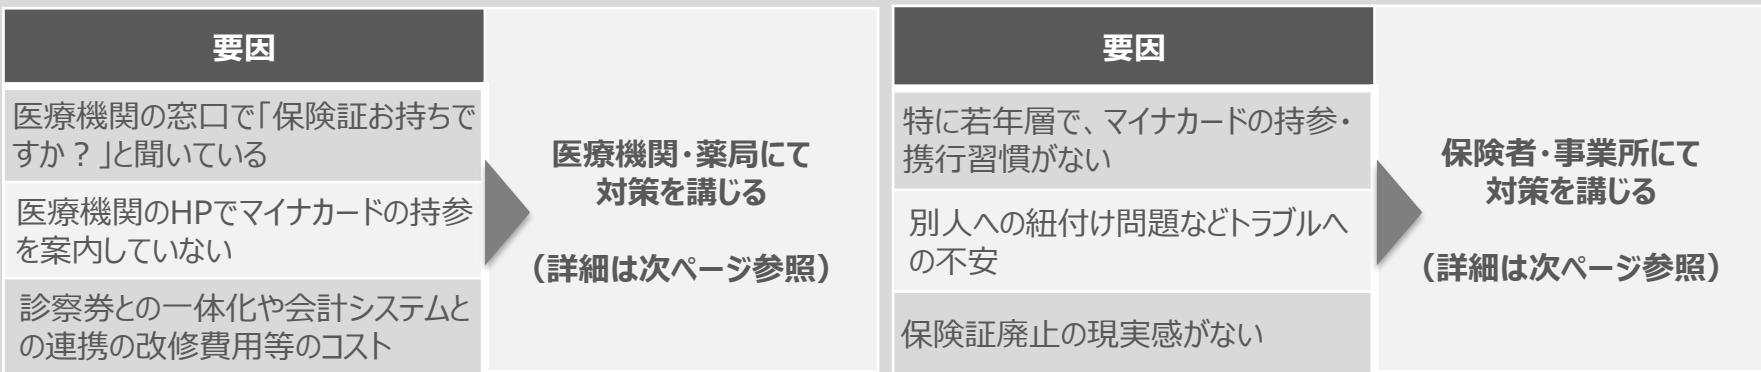 要因
医療機関の窓口で「保険証お持ちで
すか？」と聞いている
医療機関のHPでマイナカードの持参
を案内していない
診察券との一体化や会計システムと
の連携の改修費用等のコスト
医療機関・薬局にて
対策を講じる
（詳細は次ページ参照）
要因
特に若年層で、マイナカードの持参・
携行習慣がない
別人への紐付け問題などトラブルへ
の不安
保険証廃止の現実感がない
保険者・事業所にて
対策を講じる
（詳細は次ページ参照）